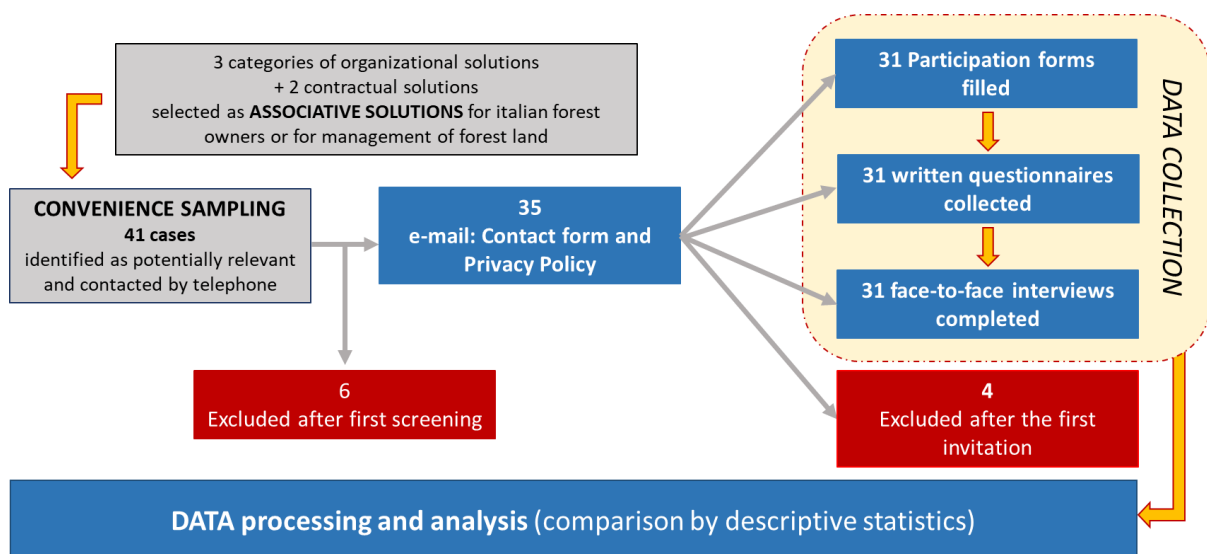 3 categories of organizational solutions
+ 2 contractual solutions
selected as ASSOCIATIVE SOLUTIONS for italian forest
owners or for management of forest land
CONVENIENCE SAMPLING
41 cases
identified as potentially relevant
and contacted by telephone
35
e-mail: Contact form and
Privacy Policy
6
Excluded after first screening
31 Participation forms
filled
31 written questionnaires
collected
31 face-to-face interviews
completed
DATA COLLECTION
4
Excluded after the first
invitation
DATA processing and analysis (comparison by descriptive statistics)